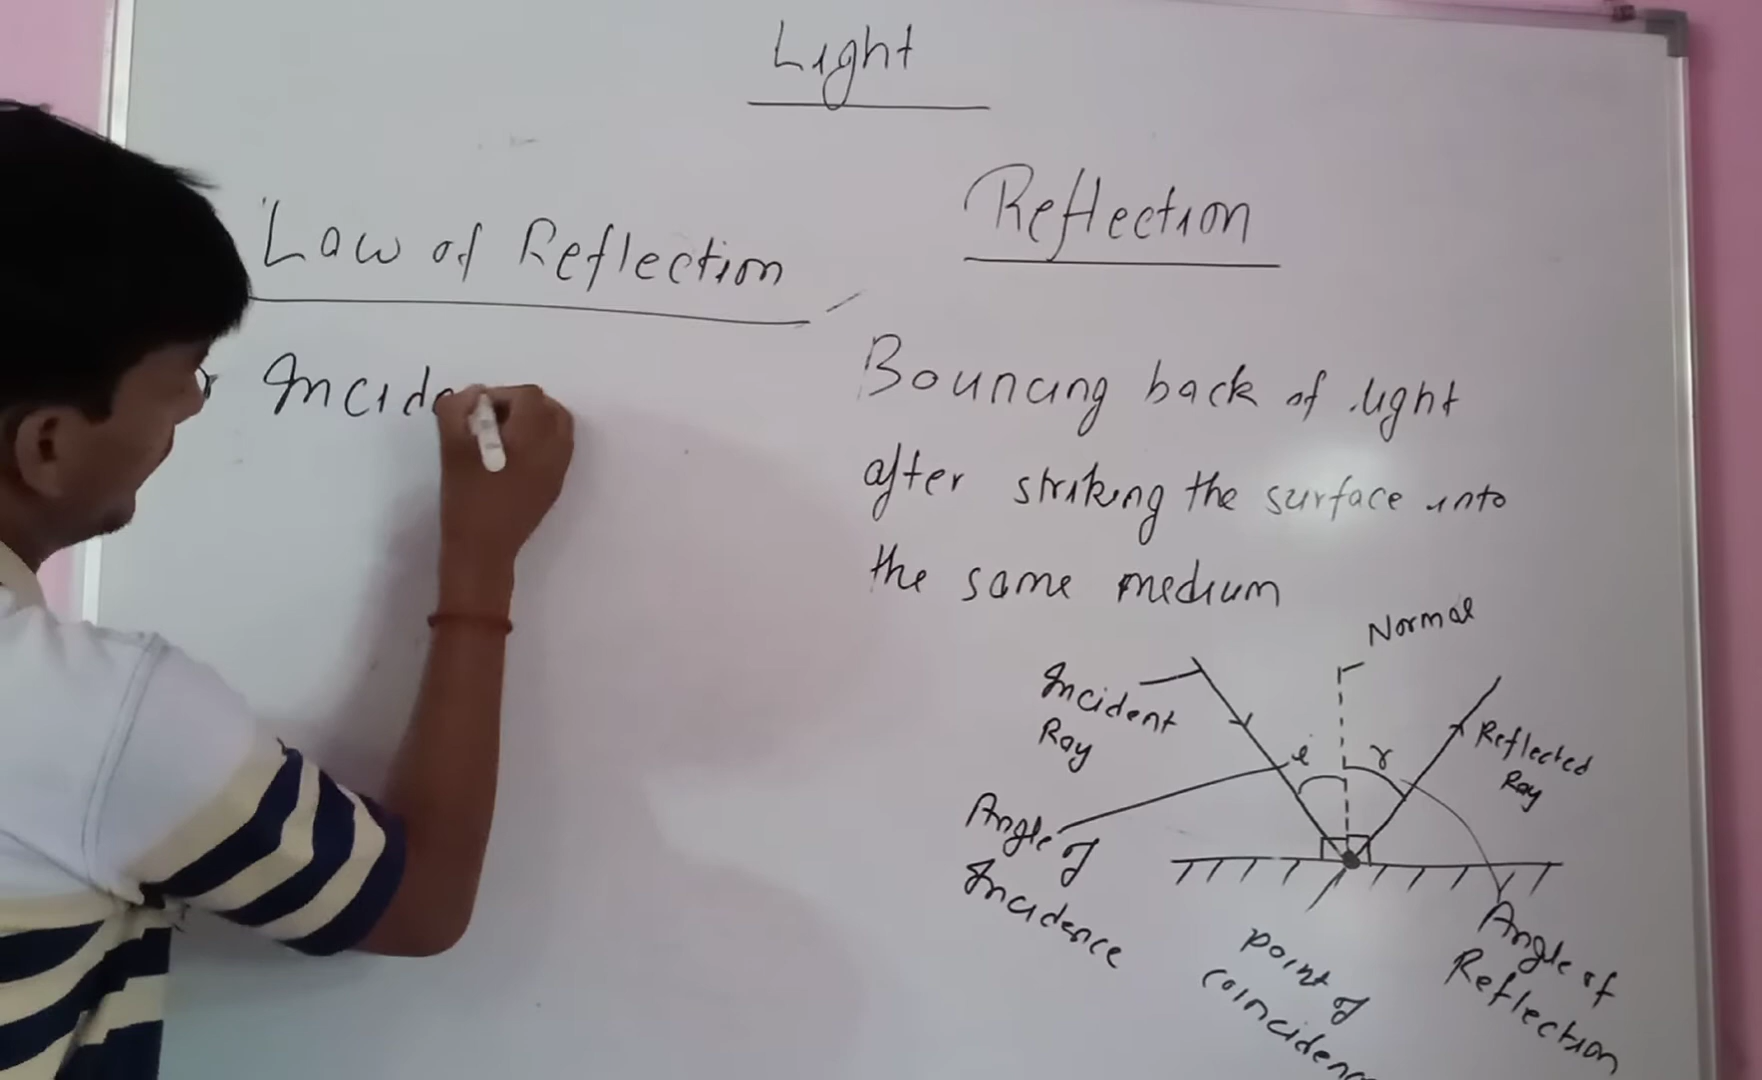 Light
Law of Reflection
Incide
Reflection
Bouncing back of light
after striking the surface into
the same medium
Normal
Incident
Ray
i
r
Reflected
Ray
Angle of
Incidence
point of
Angle of
Reflection